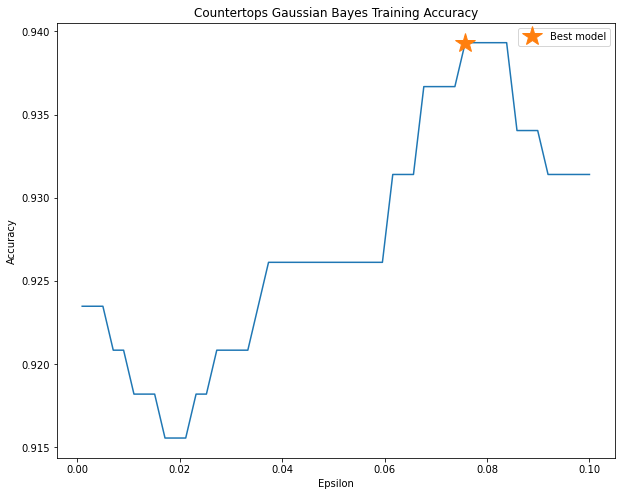 Countertops Gaussian Bayes Training Accuracy
0.940
Best model
0.935
0.930
0.925
0.920
0.915
Accuracy
0.00 0.02 0.04 0.06 0.08 0.10
Epsilon